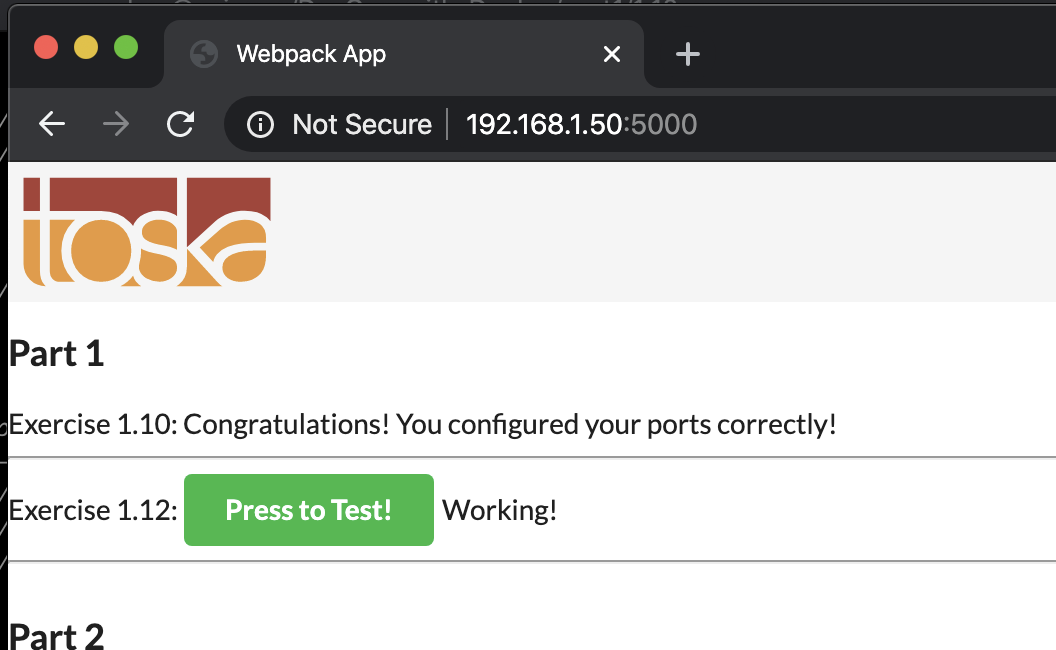 Webpack App
Not Secure 192.168.1.50:5000
toska
Part 1
Exercise 1.10: Congratulations! You configured your ports correctly!
Exercise 1.12: Press to Test! Working!
Part 2